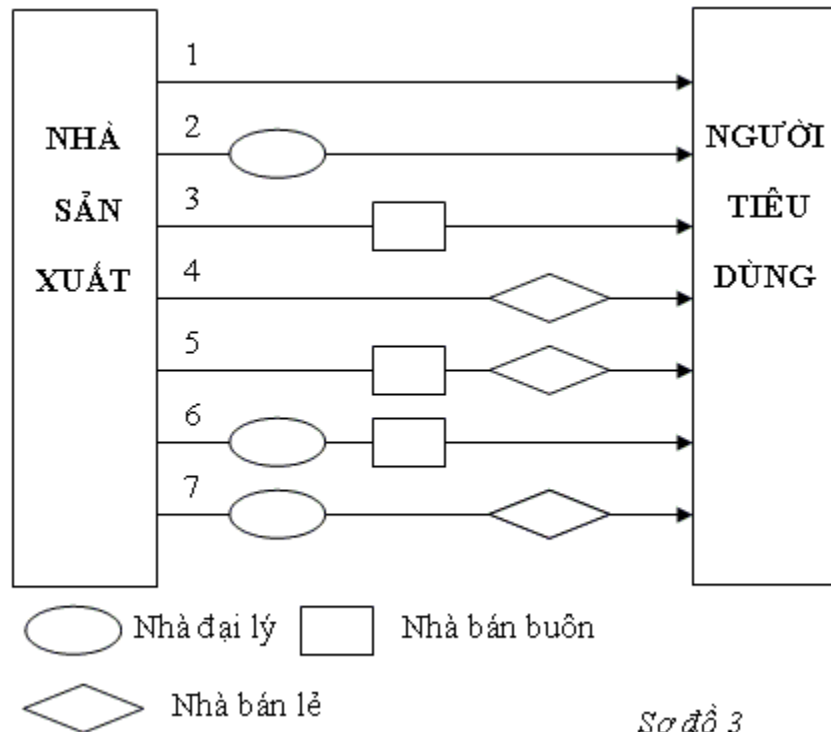 NHÀ
SẢN
XUẤT
1
2
3
4
5
6
7
NGƯỜI
TIÊU
DÙNG
Nhà đại lý
Nhà bán buôn
Nhà bán lẻ
Sơ đồ 3